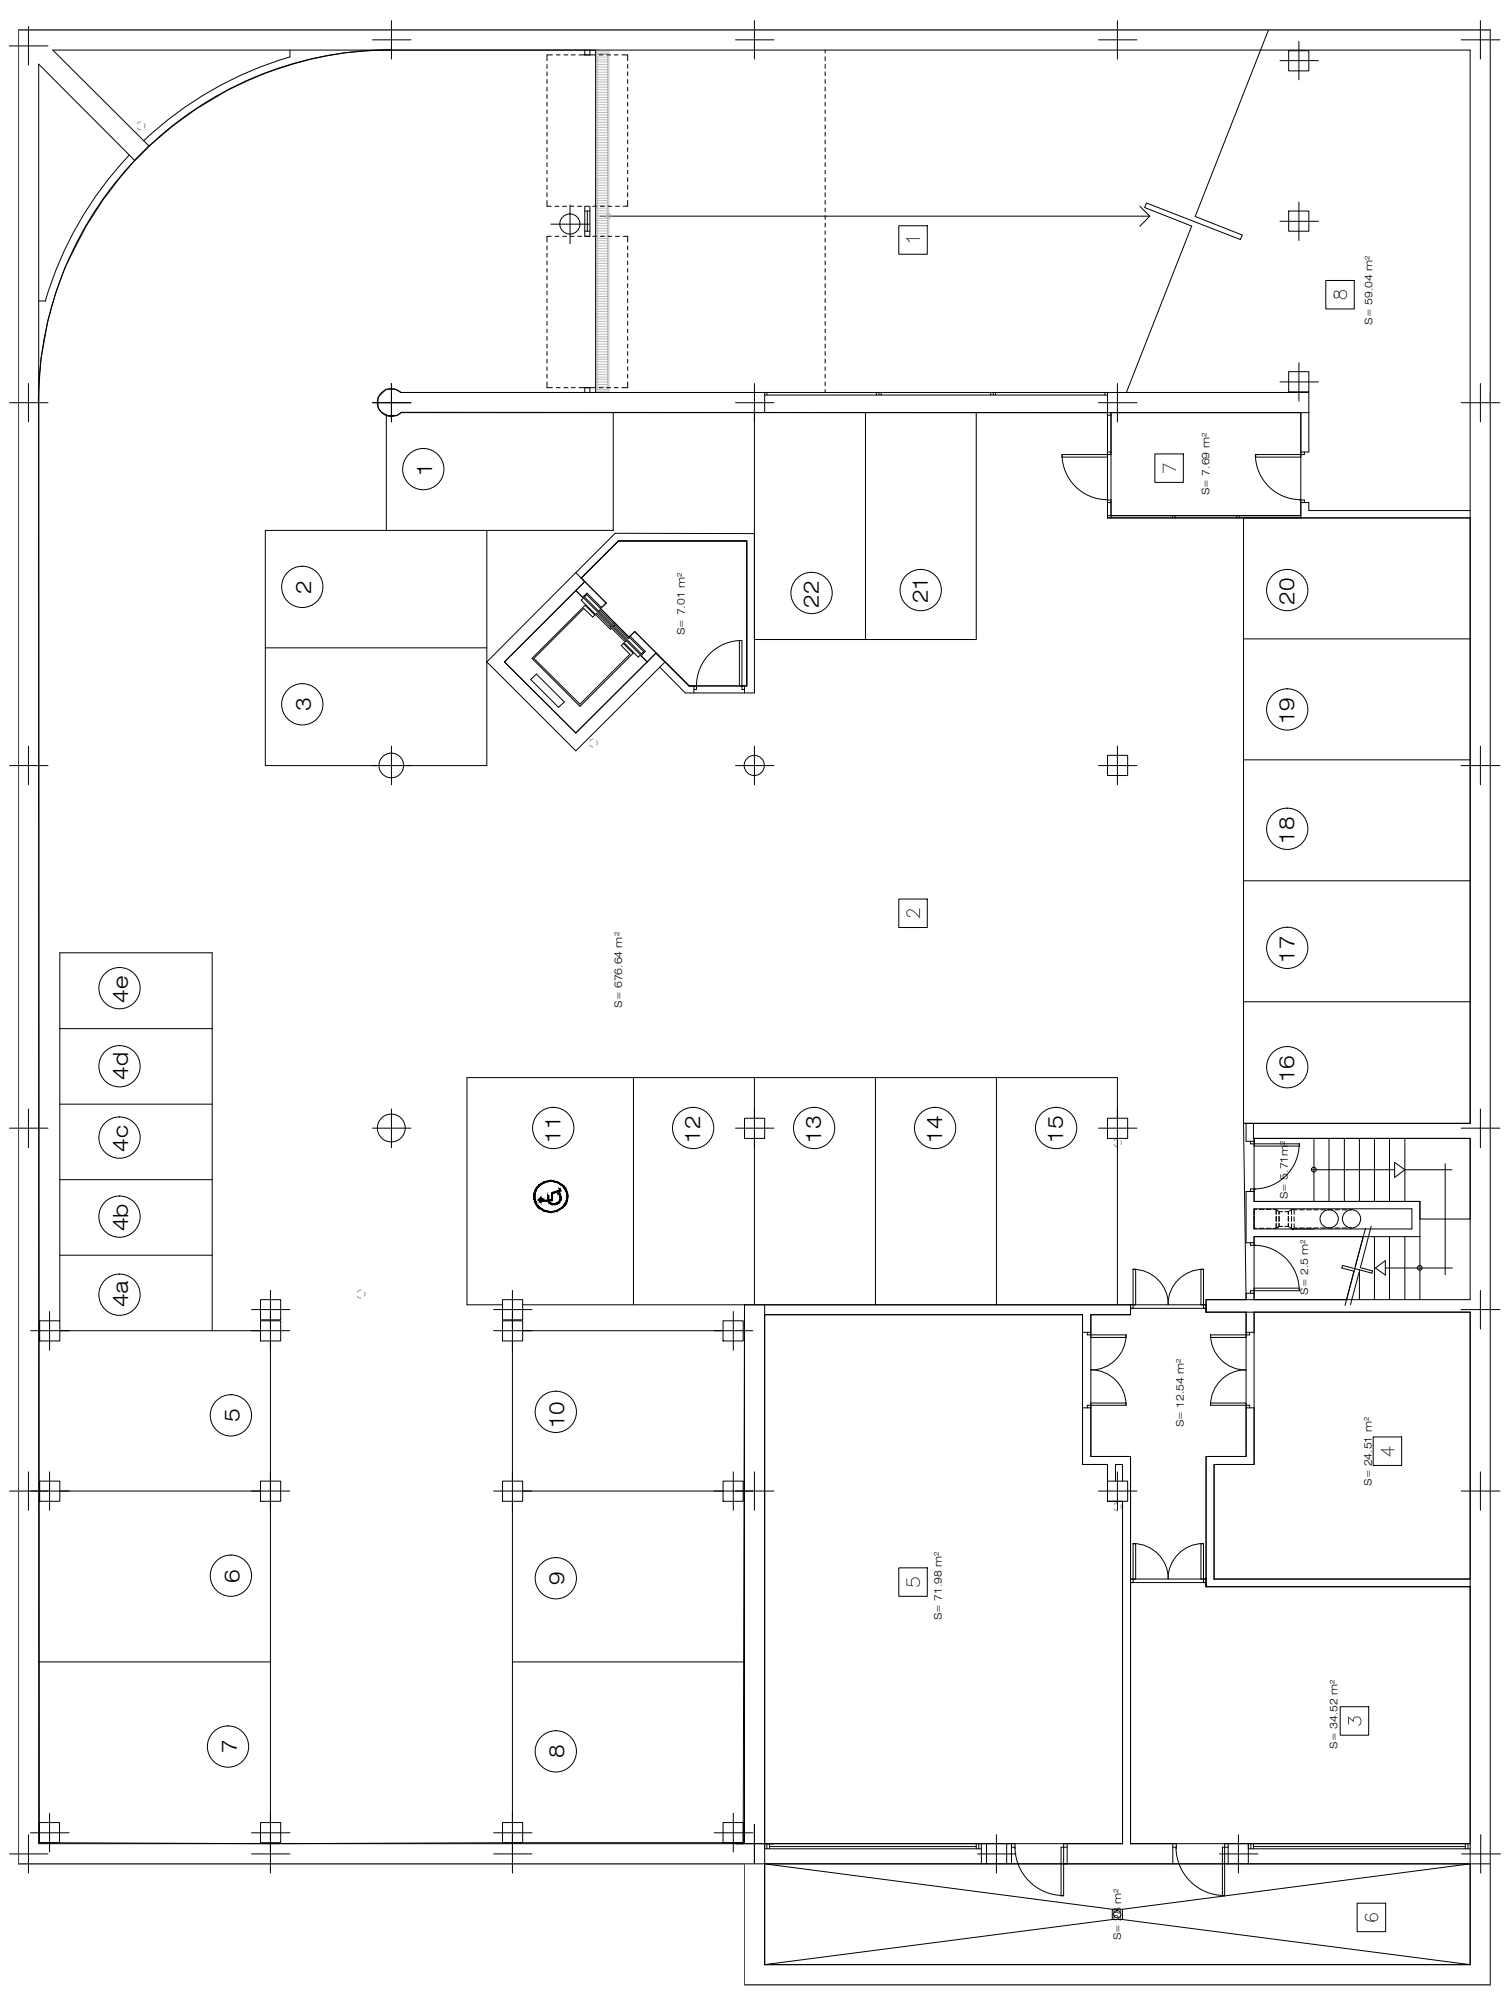 1
8
S= 59.04 m²
1
7
S= 7.69 m²
2
3
S= 7.01 m²
22
21
20
19
18
17
16
2
S= 676.64 m²
4e
4d
4c
4b
4a
11
12
13
14
15
S= 5.71m²
S= 2.5 m²
5
6
7
10
9
8
S= 12.54 m²
S= 24.51 m²
4
5
S= 71.98 m²
S= 34.52 m²
3
S=
m²
6